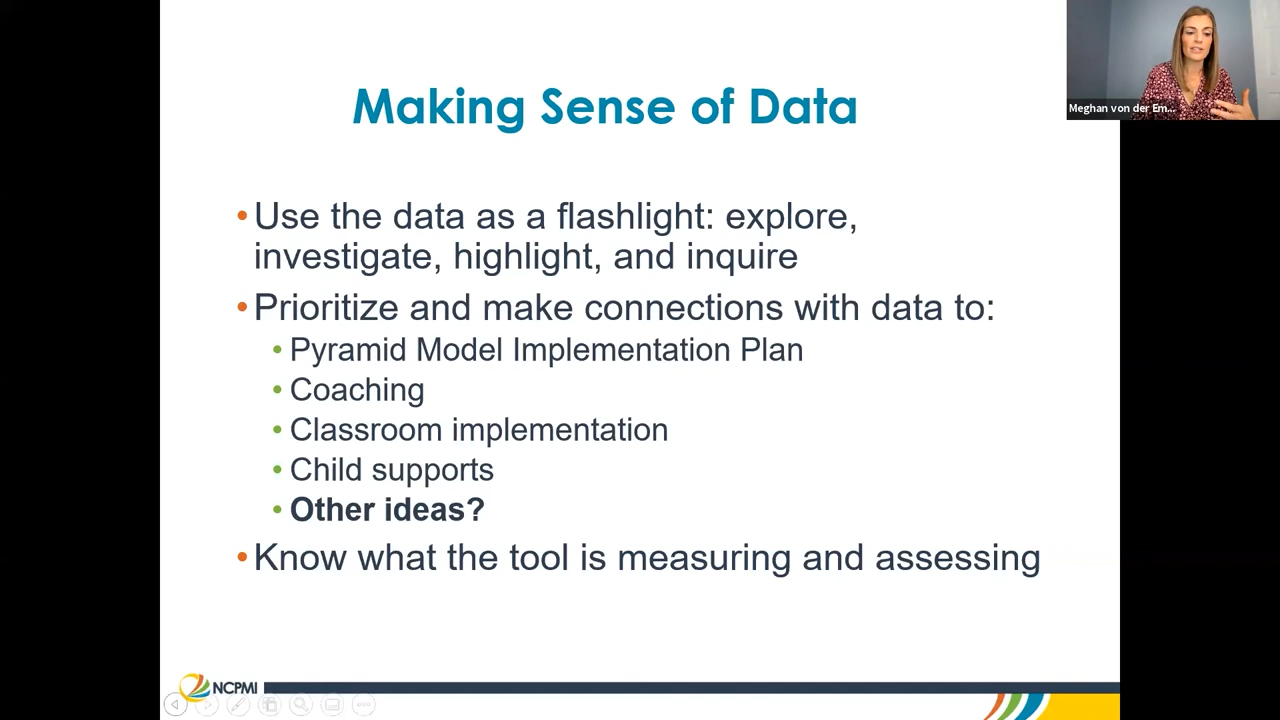 Making Sense of Data
Meghan von der Em...
•Use the data as a flashlight: explore,
investigate, highlight, and inquire
•Prioritize and make connections with data to:
•Pyramid Model Implementation Plan
•Coaching
•Classroom implementation
•Child supports
•Other ideas?
•Know what the tool is measuring and assessing
NCPMI